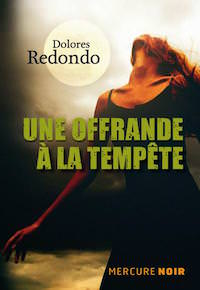 Dolores
Redondo
UNE OFFRANDE
À LA TEMPÊTE
MERCURE NOIR